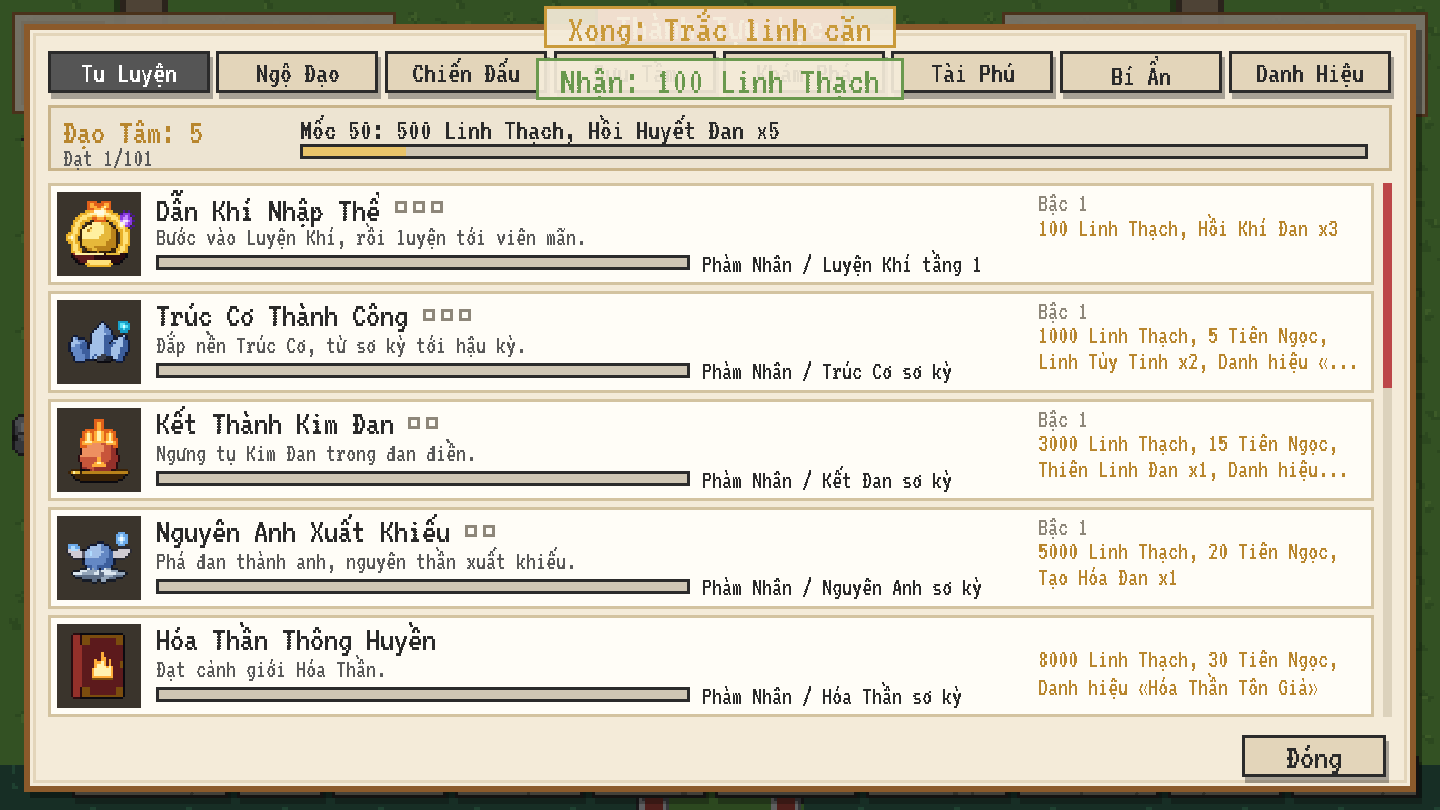 Xong: Trắc linh căn
Tu Luyện
Ngộ Đạo
Chiến Đấu
Tài Phú
Bí Ẩn
Danh Hiệu
Nhận: 100 Linh Thạch
Đạo Tâm: 5
Đạt 1/101
Mốc 50: 500 Linh Thạch, Hồi Huyết Đan x5
Dẫn Khí Nhập Thể
Bước vào Luyện Khí, rồi luyện tới viên mãn.
Phàm Nhân / Luyện Khí tầng 1
Bậc 1
100 Linh Thạch, Hồi Khí Đan x3
Trúc Cơ Thành Công
Đắp nền Trúc Cơ, từ sơ kỳ tới hậu kỳ.
Phàm Nhân / Trúc Cơ sơ kỳ
Bậc 1
1000 Linh Thạch, 5 Tiên Ngọc,
Linh Tủy Tinh x2, Danh hiệu «...
Kết Thành Kim Đan
Ngưng tụ Kim Đan trong đan điền.
Phàm Nhân / Kết Đan sơ kỳ
Bậc 1
3000 Linh Thạch, 15 Tiên Ngọc,
Thiên Linh Đan x1, Danh hiệu...
Nguyên Anh Xuất Khiếu
Phá đan thành anh, nguyên thần xuất khiếu.
Phàm Nhân / Nguyên Anh sơ kỳ
Bậc 1
5000 Linh Thạch, 20 Tiên Ngọc,
Tạo Hóa Đan x1
Hóa Thần Thông Huyền
Đạt cảnh giới Hóa Thần.
Phàm Nhân / Hóa Thần sơ kỳ
8000 Linh Thạch, 30 Tiên Ngọc,
Danh hiệu «Hóa Thần Tôn Giả»
Đóng